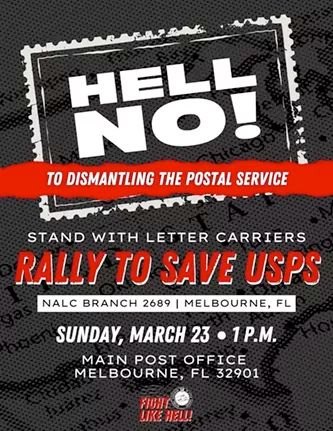 HELL
NO!
TO DISMANTLING THE POSTAL SERVICE
STAND WITH LETTER CARRIERS
RALLY TO SAVE USPS
NALC BRANCH 2689 | MELBOURNE, FL
SUNDAY, MARCH 23 • 1 P.M.
MAIN POST OFFICE
MELBOURNE, FL 32901
FIGHT
LIKE HELL!